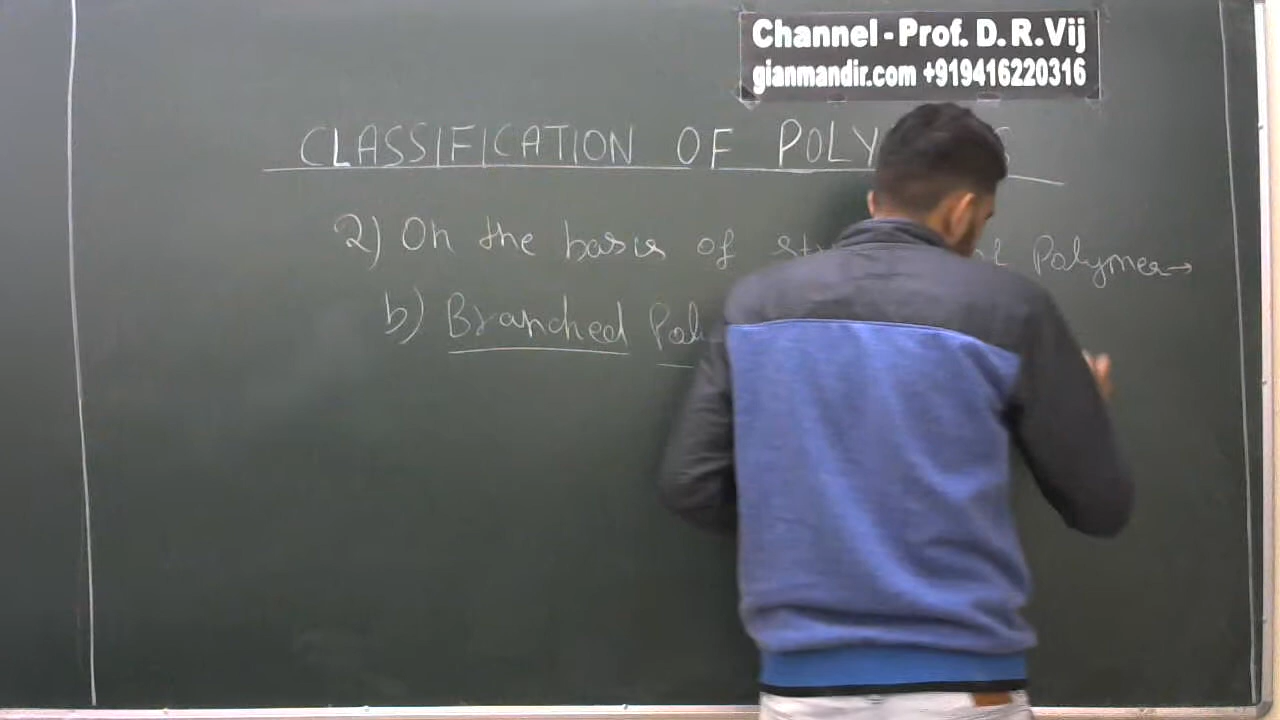 Channel - Prof. D. R. Vij
gianmandir.com +919416220316
CLASSIFICATION OF POLY S
2) On the basis of Polymer→
b) Branched